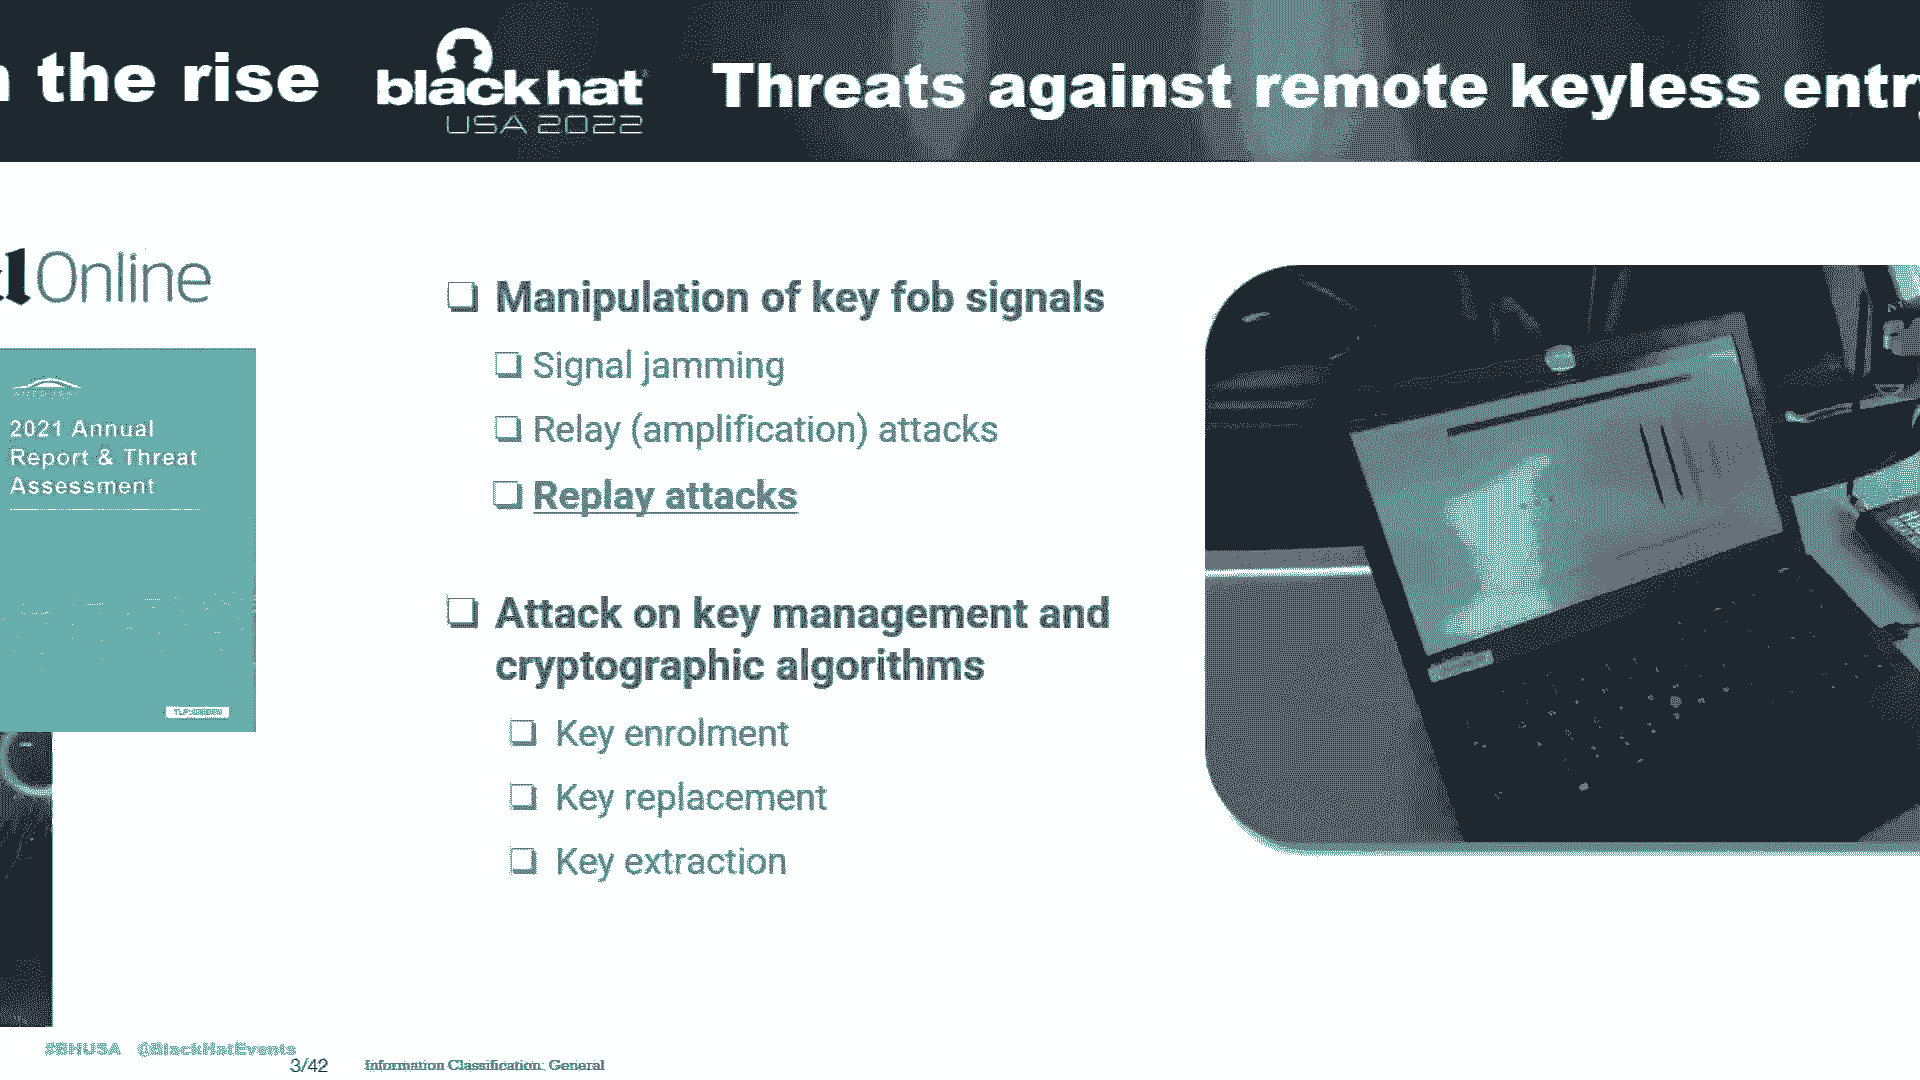 the rise
black hat
USA 2022
Threats against remote keyless entry
Online
2021 Annual
Report & Threat
Assessment
TLP:GREEN
Manipulation of key fob signals
Signal jamming
Relay (amplification) attacks
Replay attacks
Attack on key management and
cryptographic algorithms
Key enrolment
Key replacement
Key extraction
#BHUSA @BlackHatEvents
3/42
Information Classification: General